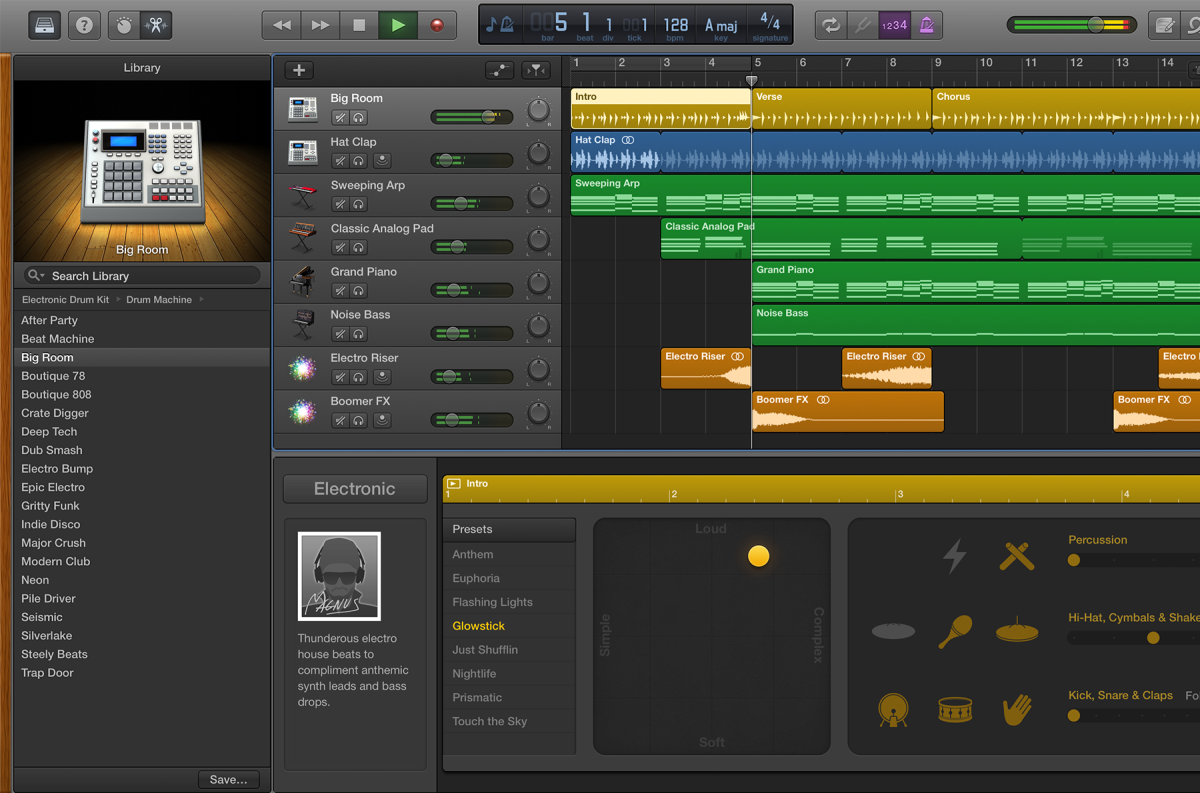 005 1 1 001 128 A maj 4/4
bar beat div tick bpm key signature
1234
Library
Big Room
Search Library
Electronic Drum Kit Drum Machine
After Party
Beat Machine
Big Room
Boutique 78
Boutique 808
Crate Digger
Deep Tech
Dub Smash
Electro Bump
Epic Electro
Gritty Funk
Indie Disco
Major Crush
Modern Club
Neon
Pile Driver
Seismic
Silverlake
Steely Beats
Trap Door
Save...
1 2 3 4 5 6 7 8 9 10 11 12 13 14
Big Room
L R
Intro Verse Chorus
Hat Clap
L R
Hat Clap
Sweeping Arp
L R
Sweeping Arp
Classic Analog Pad
L R
Classic Analog Pad
Grand Piano
L R
Grand Piano
Noise Bass
L R
Noise Bass
Electro Riser
L R
Electro Riser Electro Riser Electro
Boomer FX
L R
Boomer FX Boomer FX
Electronic
MAGNUS
Thunderous electro
house beats to
compliment anthemic
synth leads and bass
drops.
Intro
1 2 3 4
Presets
Anthem
Euphoria
Flashing Lights
Glowstick
Just Shufflin
Nightlife
Prismatic
Touch the Sky
Loud
Simple
Complex
Soft
Percussion
Hi-Hat, Cymbals & Shake
Kick, Snare & Claps Fo